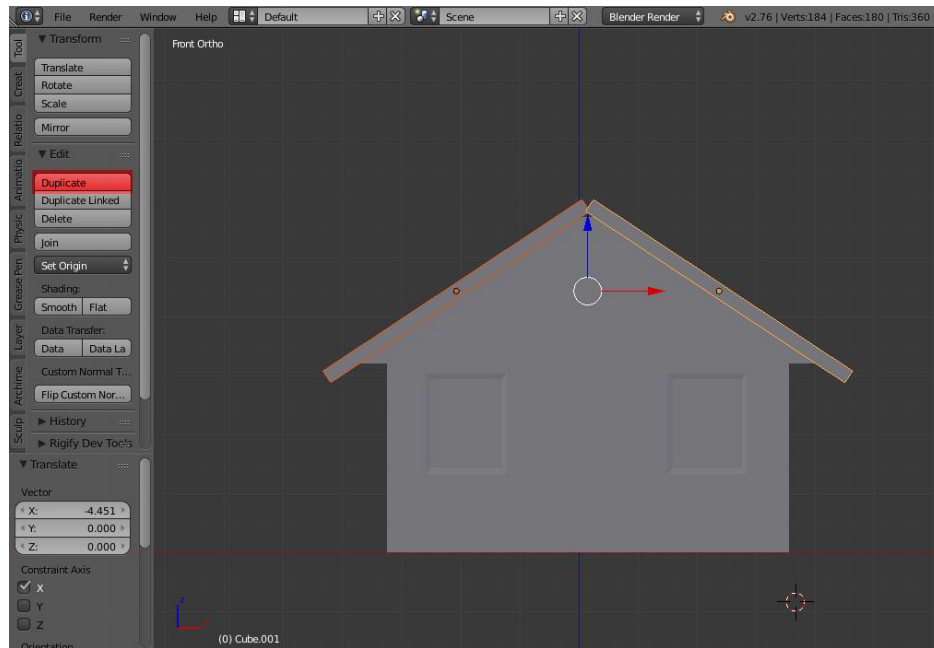 File Render Window Help Default Scene Blender Render v2.76 | Verts:184 | Faces:180 | Tris:360
Tool
Creat
Relatio
Animatio
Physic
Grease Pen
Layer
Archime
Sculp
Transform
Translate
Rotate
Scale
Mirror
Edit
Duplicate
Duplicate Linked
Delete
Join
Set Origin
Shading:
Smooth Flat
Data Transfer:
Data Data La
Custom Normal T...
Flip Custom Nor...
History
Rigify Dev Tools
Translate
Vector
X: -4.451
Y: 0.000
Z: 0.000
Constraint Axis
X
Y
Z
Orientation
Front Ortho
z
(0) Cube.001